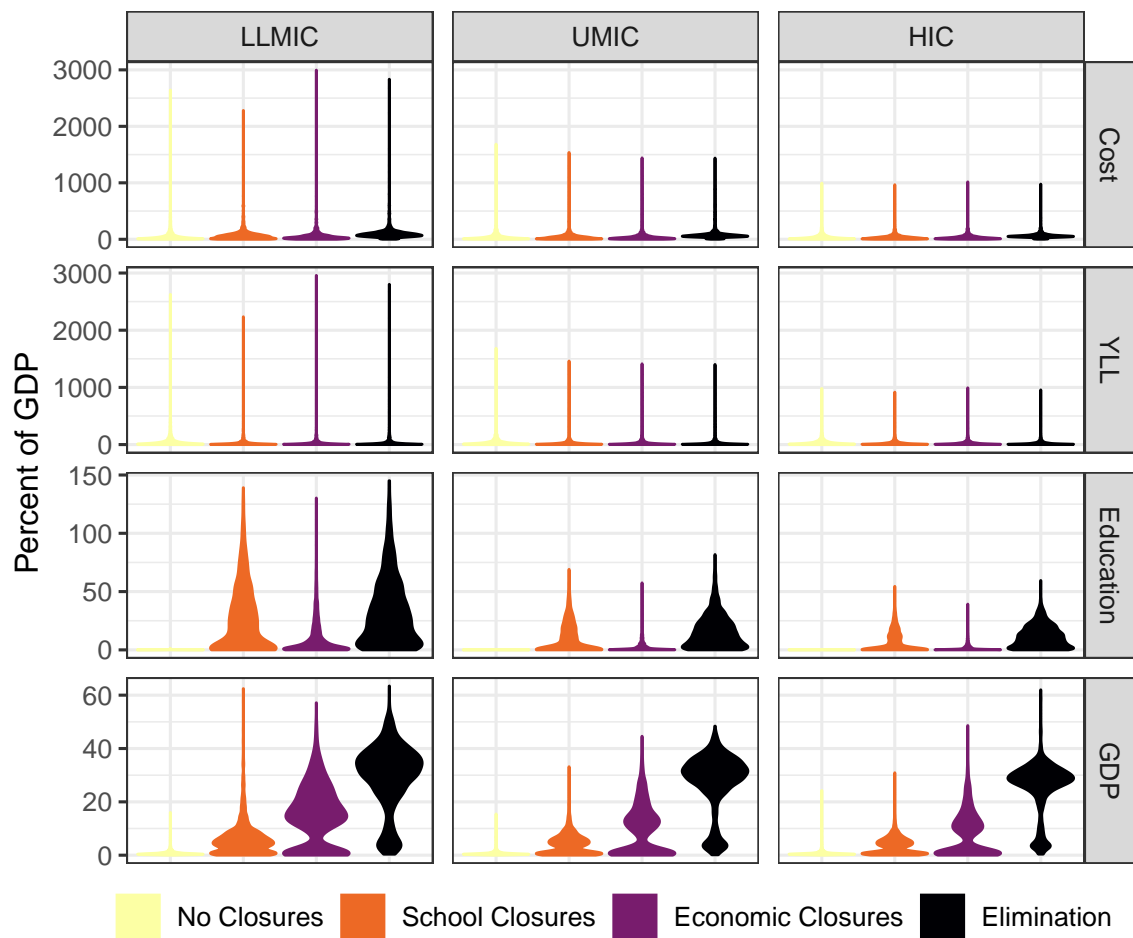 LLMIC UMIC HIC
3000
2000
1000
0
Cost
3000
2000
1000
0
YLL
150
100
50
0
Education
60
40
20
0
GDP
Percent of GDP
No Closures School Closures Economic Closures Elimination